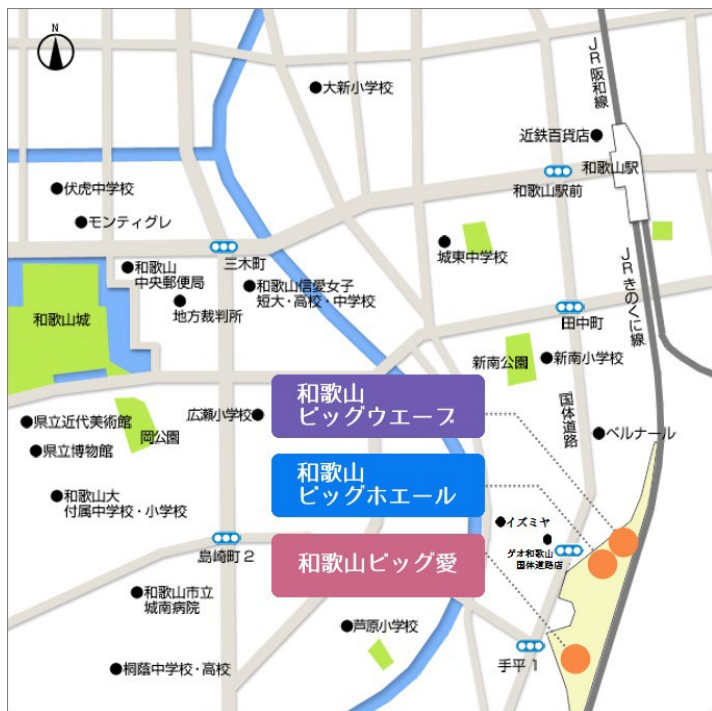 N
大新小学校
JR阪和線
近鉄百貨店
和歌山駅
和歌山駅前
伏虎中学校
モンティグレ
城東中学校
三木町
和歌山
中央郵便局
和歌山信愛女子
短大・高校・中学校
地方裁判所
JRきのくに線
和歌山城
田中町
新南公園
新南小学校
和歌山
ビッグウエーブ
国体道路
広瀬小学校
県立近代美術館
岡公園
ベルナール
県立博物館
和歌山
ビッグホエール
和歌山大
付属中学校・小学校
イズミヤ
ゲオ和歌山
国体道路店
島崎町2
和歌山ビッグ愛
和歌山市立
城南病院
芦原小学校
手平1
桐蔭中学校・高校